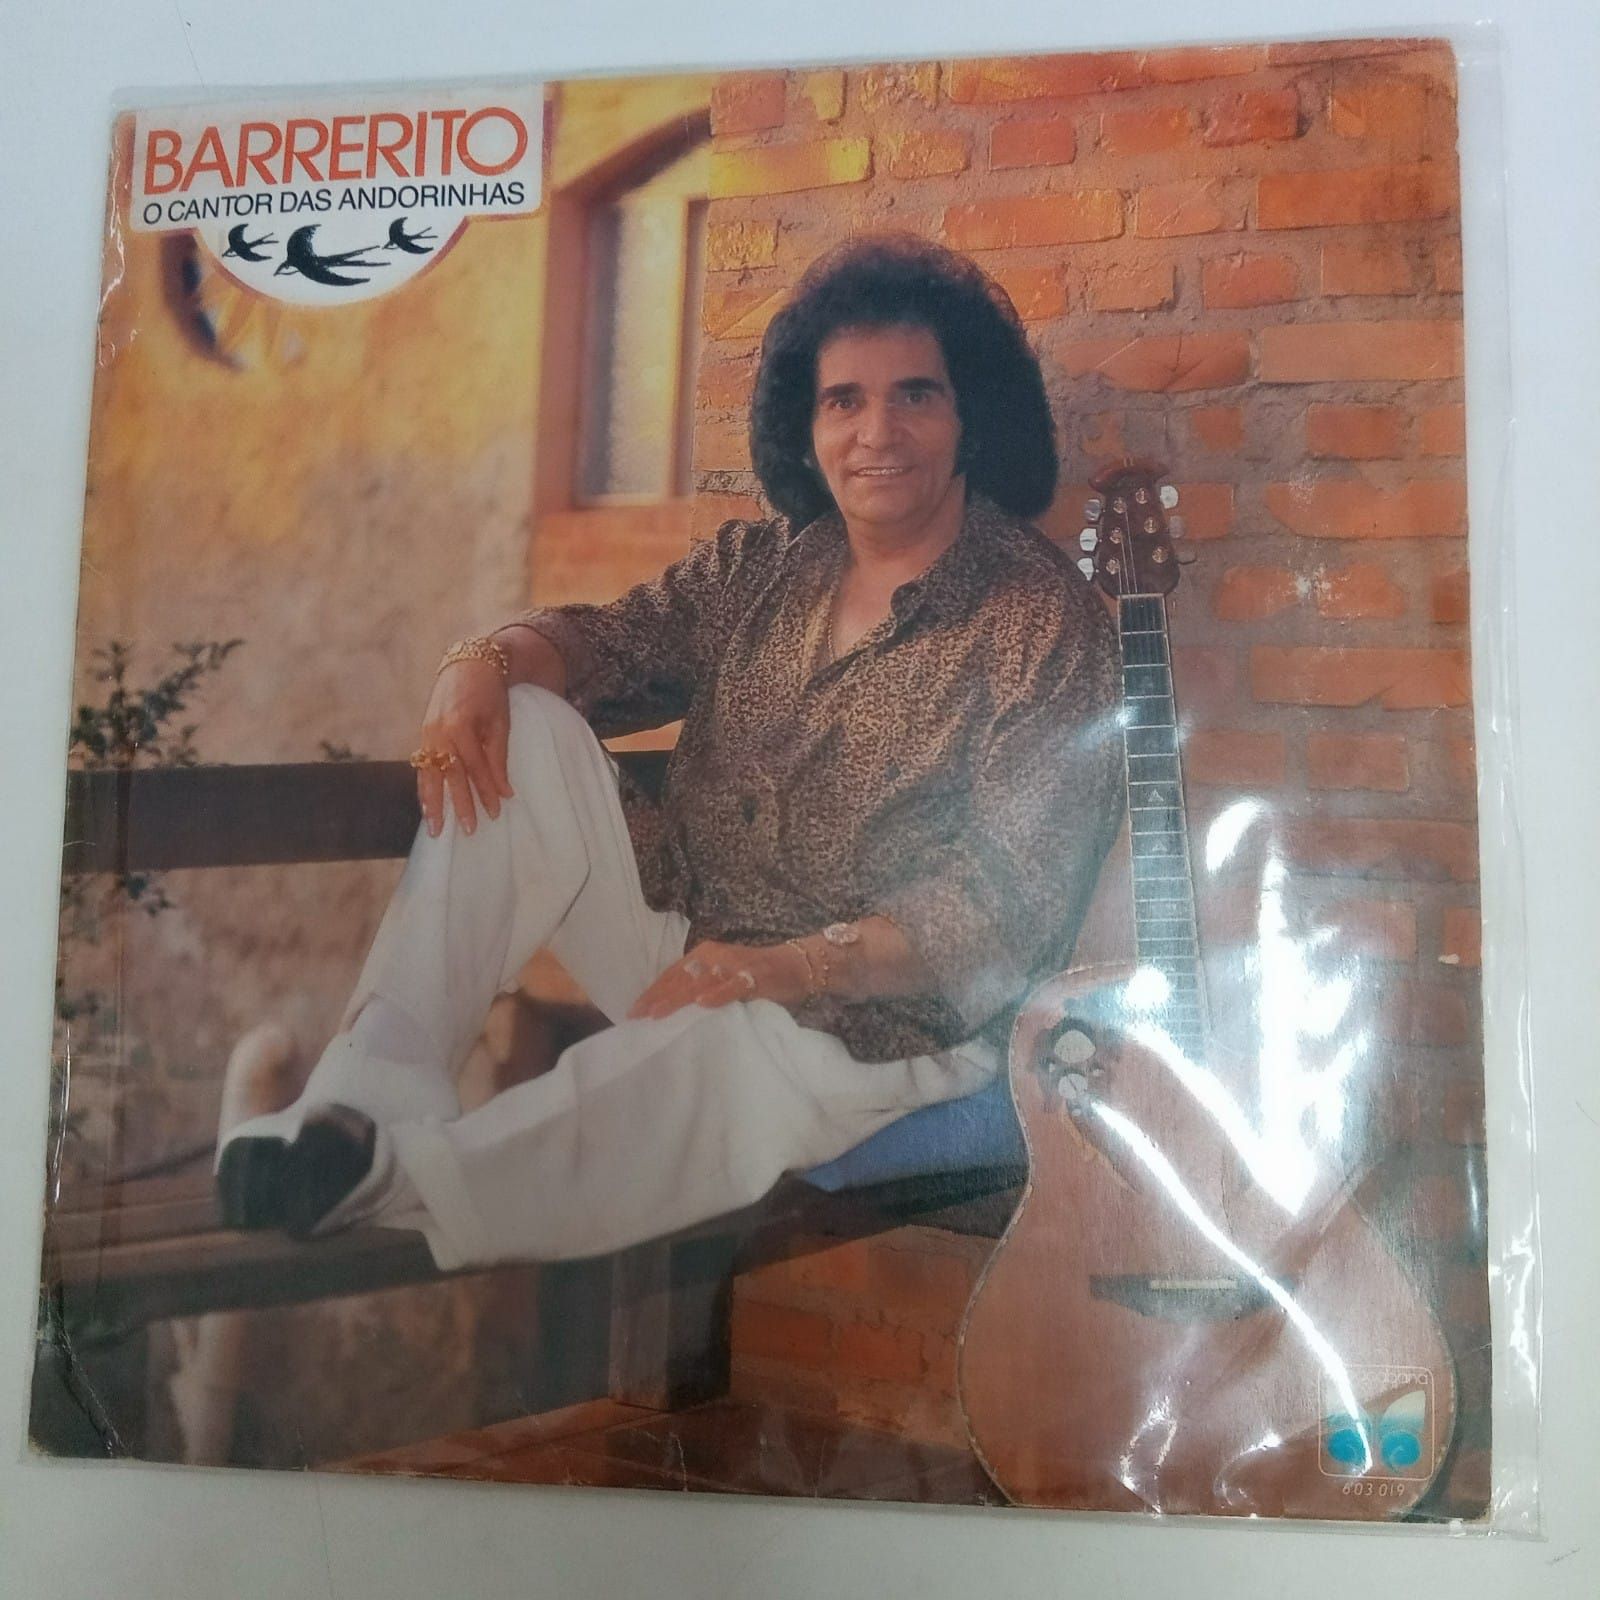 BARRERITO
O CANTOR DAS ANDORINHAS
603 019